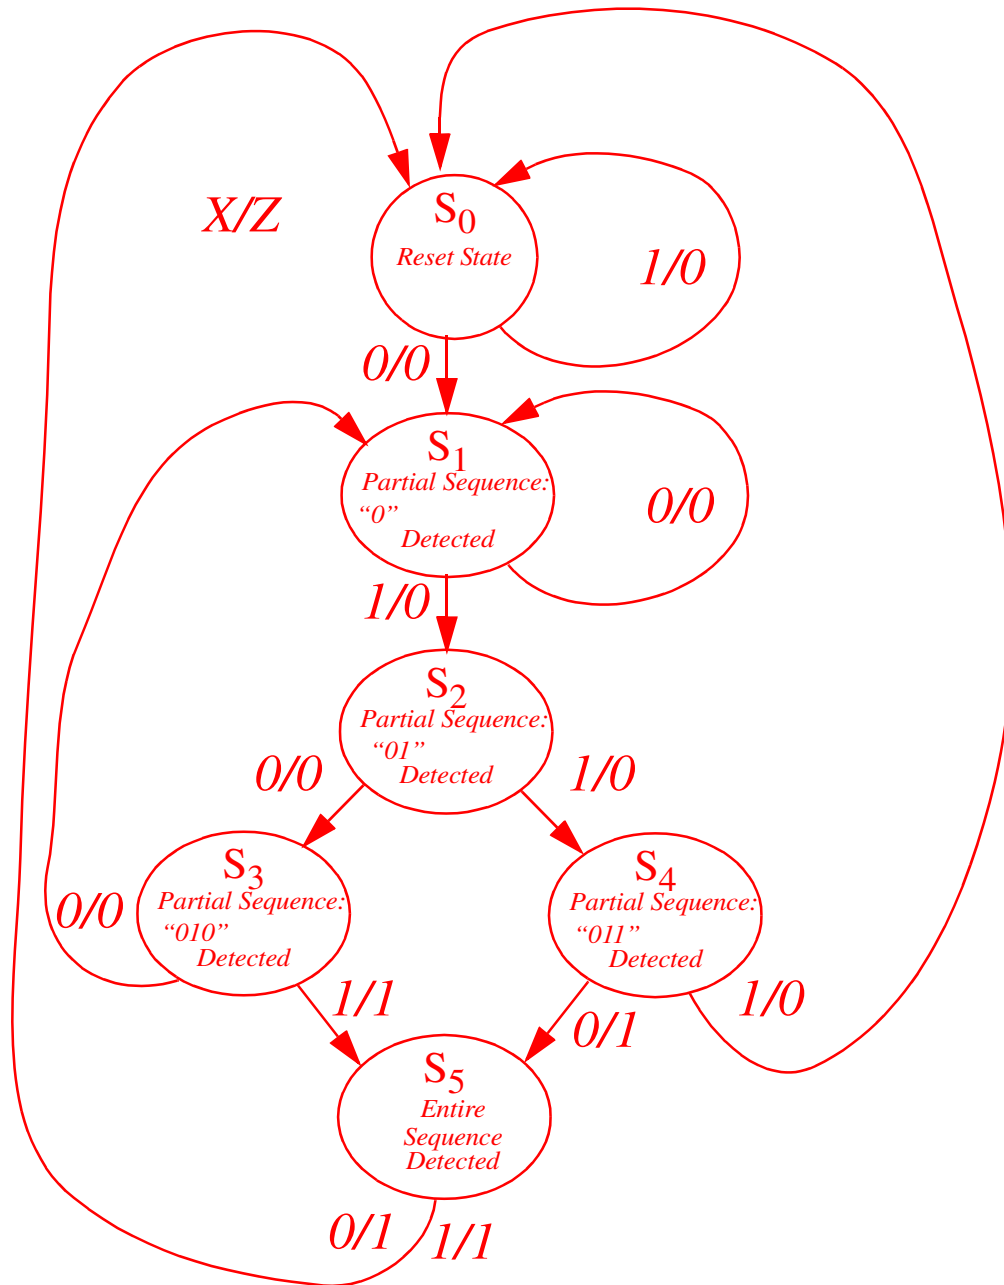 S0
Reset State
X/Z
1/0
0/0
S1
Partial Sequence:
“0”
Detected
0/0
1/0
S2
Partial Sequence:
“01”
Detected
0/0
1/0
S3
Partial Sequence:
“010”
Detected
S4
Partial Sequence:
“011”
Detected
0/0
1/1
0/1
1/0
S5
Entire
Sequence
Detected
0/1
1/1